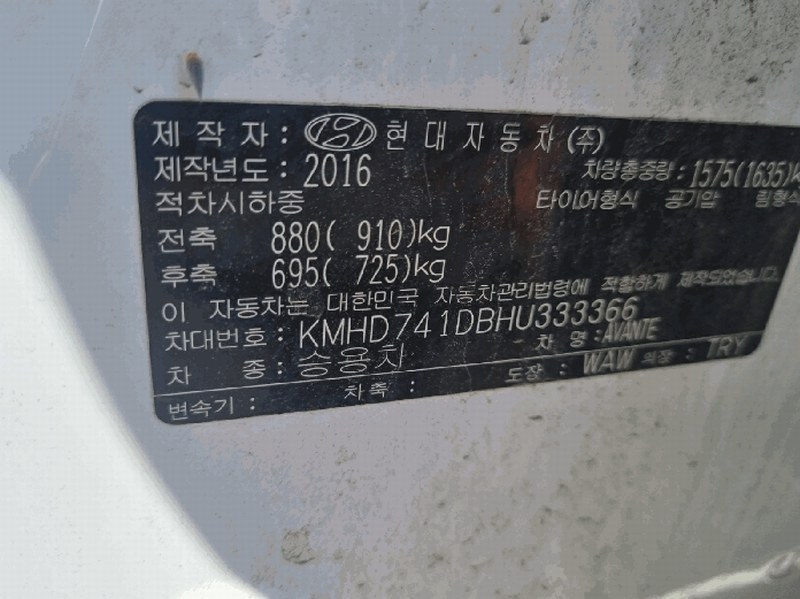 제 작 자 : 현 대 자 동 차 (주)
제작년도 : 2016 차량총중량 : 1575(1635)k
적차시하중 타이어형식 공기압 림형식
전축 880( 910)kg
후축 695( 725)kg
이 자동차는 대한민국 자동차관리법령에 적합하게 제작되었습니다.
차대번호 : KMHD741DBHU333366
차 종 : 승용차 차 명 : AVANTE
도장 : WAW 외장 : TRY
변속기 : 차축 :